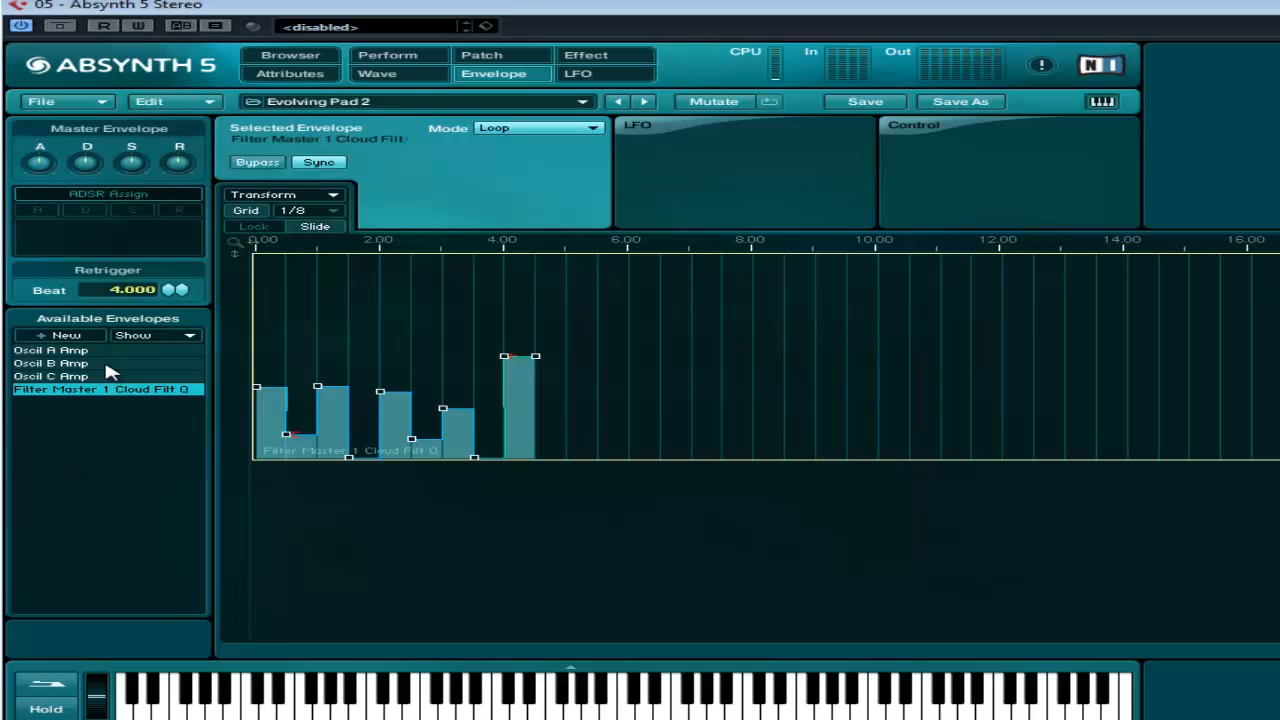 05 - Absynth 5 Stereo
R W AB <disabled>
ABSYNTH 5 Browser Perform Patch Effect CPU In Out
Attributes Wave Envelope LFO
File Edit Evolving Pad 2 Mutate Save Save As
Master Envelope Selected Envelope Mode Loop LFO Control
Filter Master 1 Cloud Filt
A D S R
Bypass Sync
ADSR Assign Transform
A D S R Grid 1/8
Lock Slide
0.00 2.00 4.00 6.00 8.00 10.00 12.00 14.00 16.00
Retrigger
Beat 4.000
Available Envelopes
+ New Show
Oscil A Amp
Oscil B Amp
Oscil C Amp
Filter Master 1 Cloud Filt Q
Filter Master 1 Cloud Filt Q
Hold